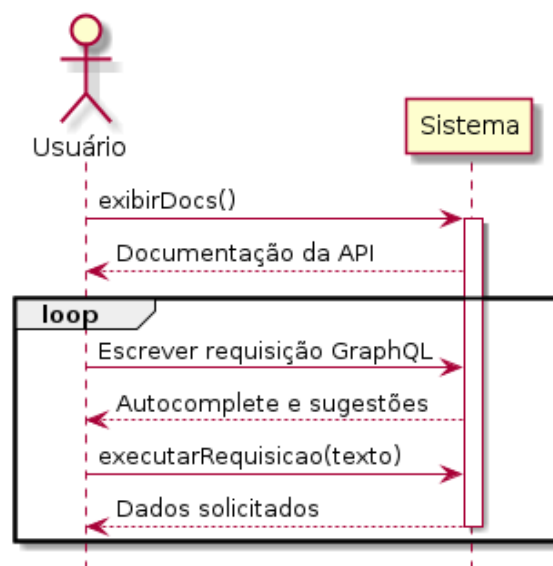 Usuário
Sistema
exibirDocs()
Documentação da API
loop
Escrever requisição GraphQL
Autocomplete e sugestões
executarRequisicao(texto)
Dados solicitados